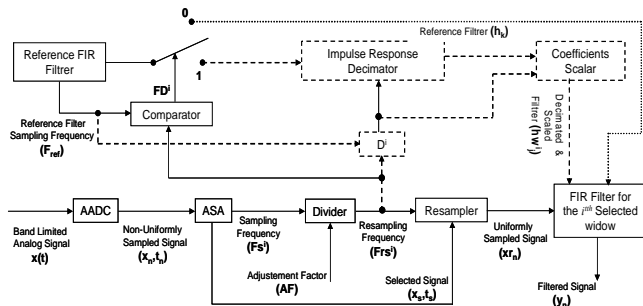 0
Reference Filtrer (hk)
Reference FIR
Filtrer
1
Impulse Response
Decimator
Coefficients
Scalar
FDi
Comparator
Reference Filter
Sampling Frequency
(Fref)
Di
Decimated &
Scaled
Filtrer (hwij)
AADC
ASA
Divider
Resampler
FIR Filter for
the ith Selected
widow
Band Limited
Analog Signal
x(t)
Non-Uniformly
Sampled Signal
(xn,tn)
Sampling
Frequency
(Fsi)
Resampling
Frequency
(Frsi)
Uniformly
Sampled Signal
(xrn)
Adjustement Factor
(AF)
Selected Signal
(xs,ts)
Filtered Signal
(yn)